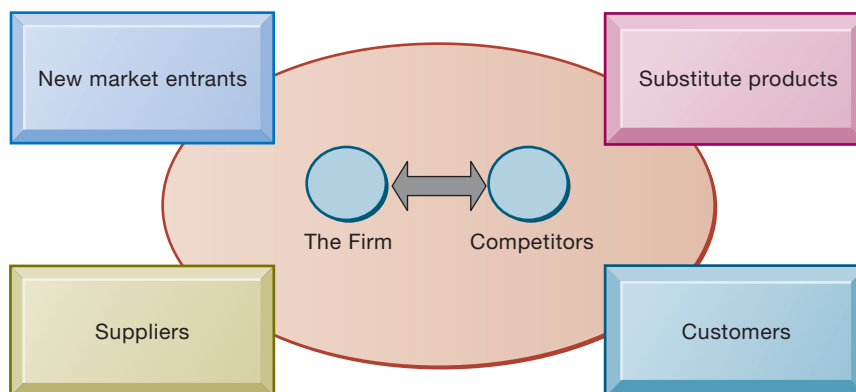 New market entrants
Substitute products
The Firm
Competitors
Suppliers
Customers